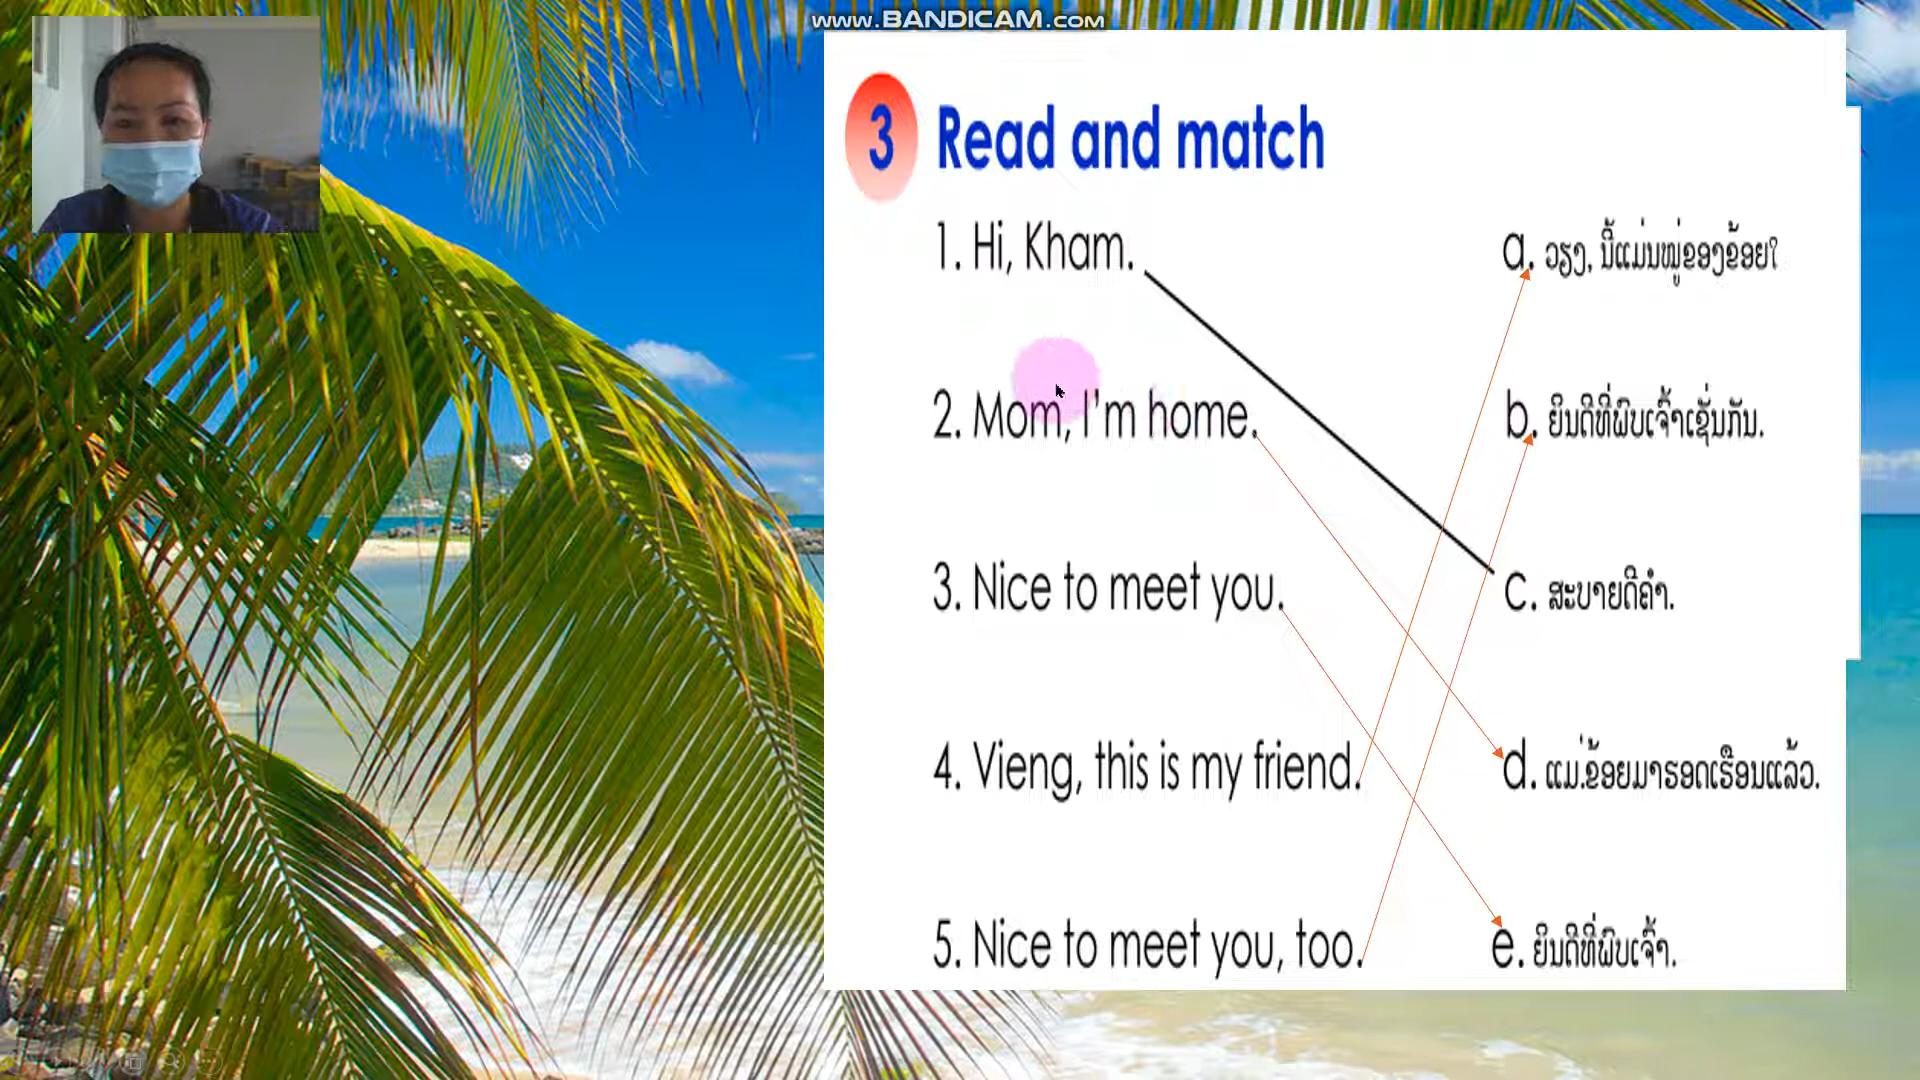 www.BANDICAM.com
3 Read and match
1. Hi, Kham.
a. ວຽງ, ນີ້ແມ່ນໝູ່ຂອງຂ້ອຍ?
2. Mom, I'm home.
b. ຍິນດີທີ່ພົບເຈົ້າເຊັ່ນກັນ.
3. Nice to meet you.
c. ສະບາຍດີຄຳ.
4. Vieng, this is my friend.
d. ແມ່.ຂ້ອຍມາຮອດເຮືອນແລ້ວ.
5. Nice to meet you, too.
e. ຍິນດີທີ່ພົບເຈົ້າ.